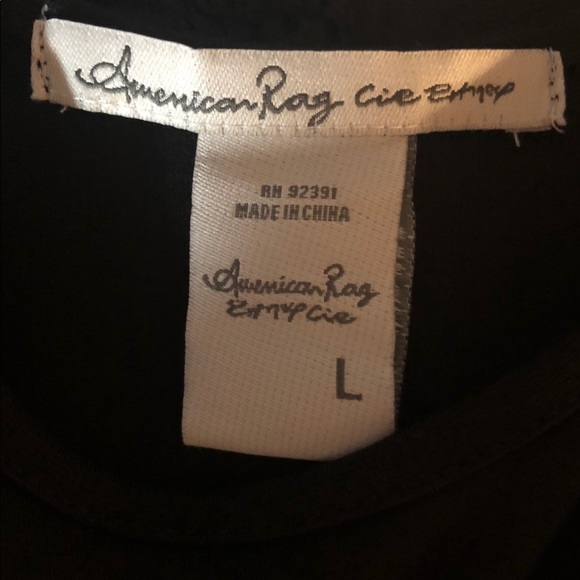 American Rag Cie
RN 92391
MADE IN CHINA
American Rag
Cie
L